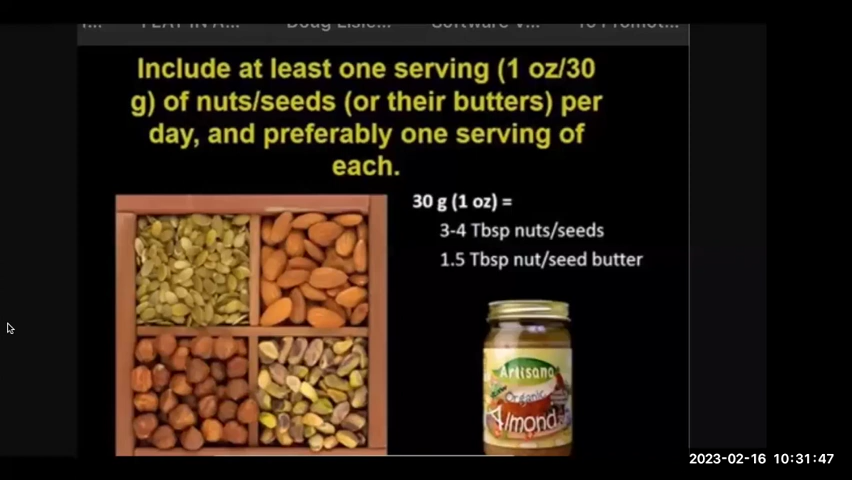 Include at least one serving (1 oz/30
g) of nuts/seeds (or their butters) per
day, and preferably one serving of
each.
30 g (1 oz) =
3-4 Tbsp nuts/seeds
1.5 Tbsp nut/seed butter
Artisana
Organic
Almond
2023-02-16 10:31:47